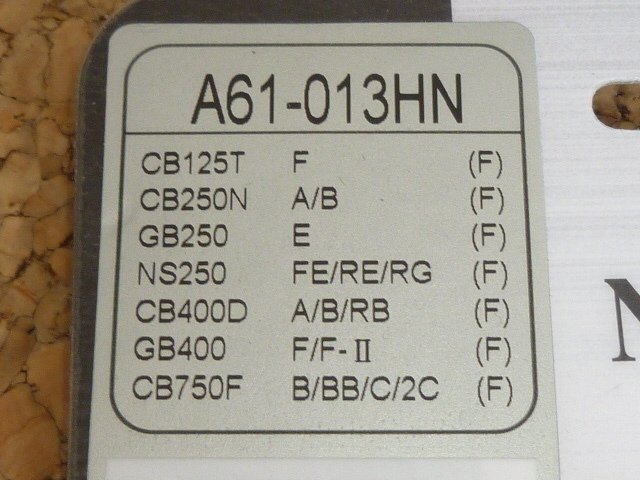 A61-013HN
CB125T F (F)
CB250N A/B (F)
GB250 E (F)
NS250 FE/RE/RG (F)
CB400D A/B/RB (F)
GB400 F/F-Ⅱ (F)
CB750F B/BB/C/2C (F)
N